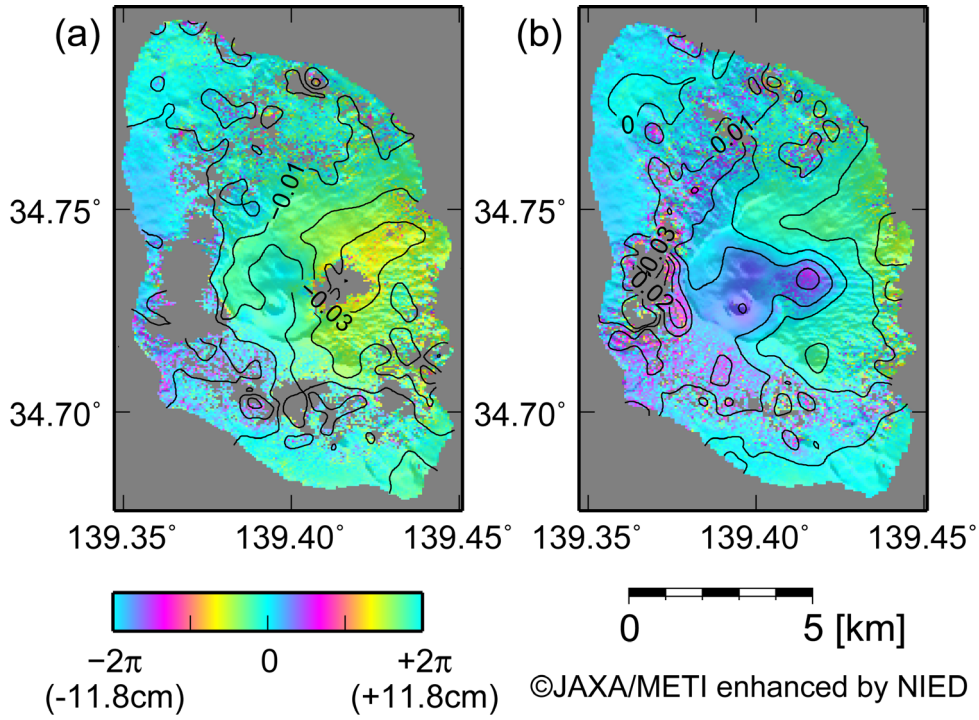 (a)
(b)
−0.01
−0.03
0
0.01
−0.03
34.75°
34.75°
34.70°
34.70°
139.35° 139.40° 139.45°
139.35° 139.40° 139.45°
−2π 0 +2π
(-11.8cm) (+11.8cm)
0 5 [km]
©JAXA/METI enhanced by NIED